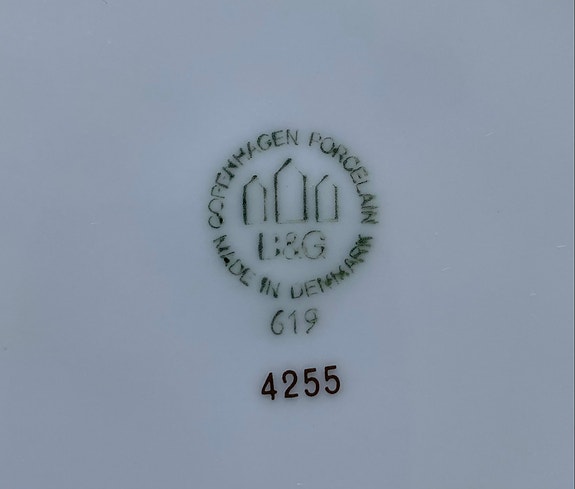 COPENHAGEN PORCELAIN
B&G
MADE IN DENMARK
619
4255